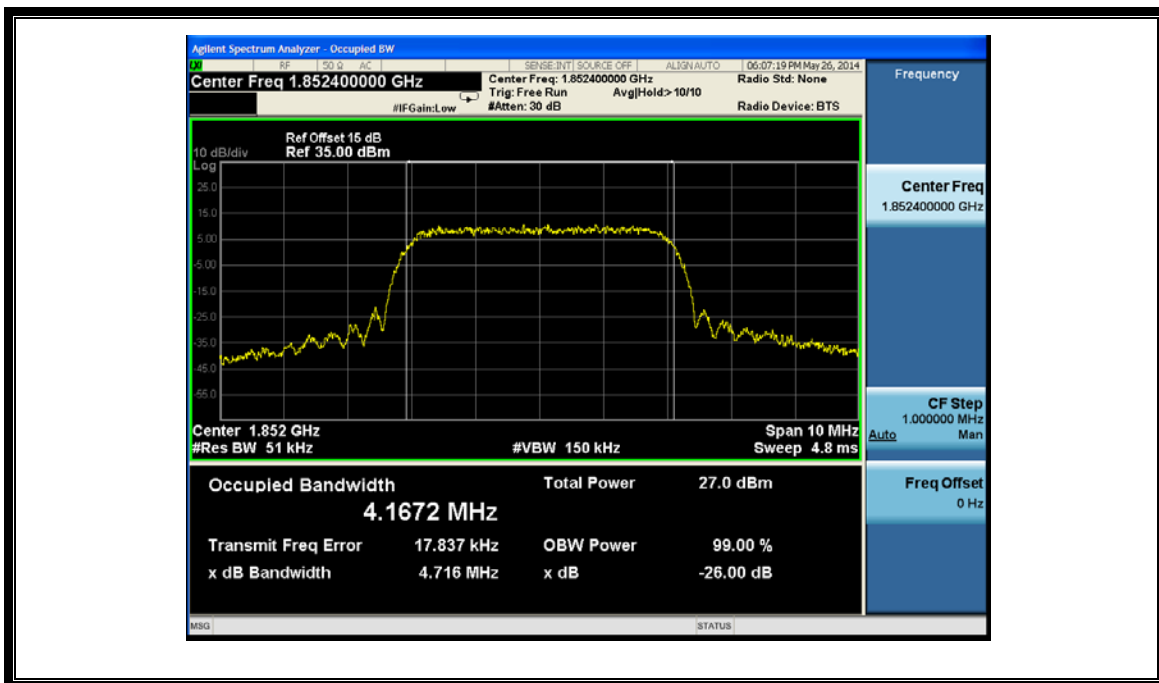 Agilent Spectrum Analyzer - Occupied BW
LXI RF 50 Ω AC SENSE:INT SOURCE OFF ALIGN AUTO 06:07:19 PM May 26, 2014
Center Freq 1.852400000 GHz
Center Freq: 1.852400000 GHz Radio Std: None
Trig: Free Run Avg|Hold:> 10/10
#IFGain:Low #Atten: 30 dB Radio Device: BTS
Ref Offset 15 dB
10 dB/div Ref 35.00 dBm
Log
25.0
15.0
5.00
-5.00
-15.0
-25.0
-35.0
-45.0
-55.0
Center 1.852 GHz Span 10 MHz
#Res BW 51 kHz #VBW 150 kHz Sweep 4.8 ms
Occupied Bandwidth Total Power 27.0 dBm
4.1672 MHz
Transmit Freq Error 17.837 kHz OBW Power 99.00 %
x dB Bandwidth 4.716 MHz x dB -26.00 dB
MSG STATUS
Frequency
Center Freq
1.852400000 GHz
CF Step
1.000000 MHz
Auto Man
Freq Offset
0 Hz